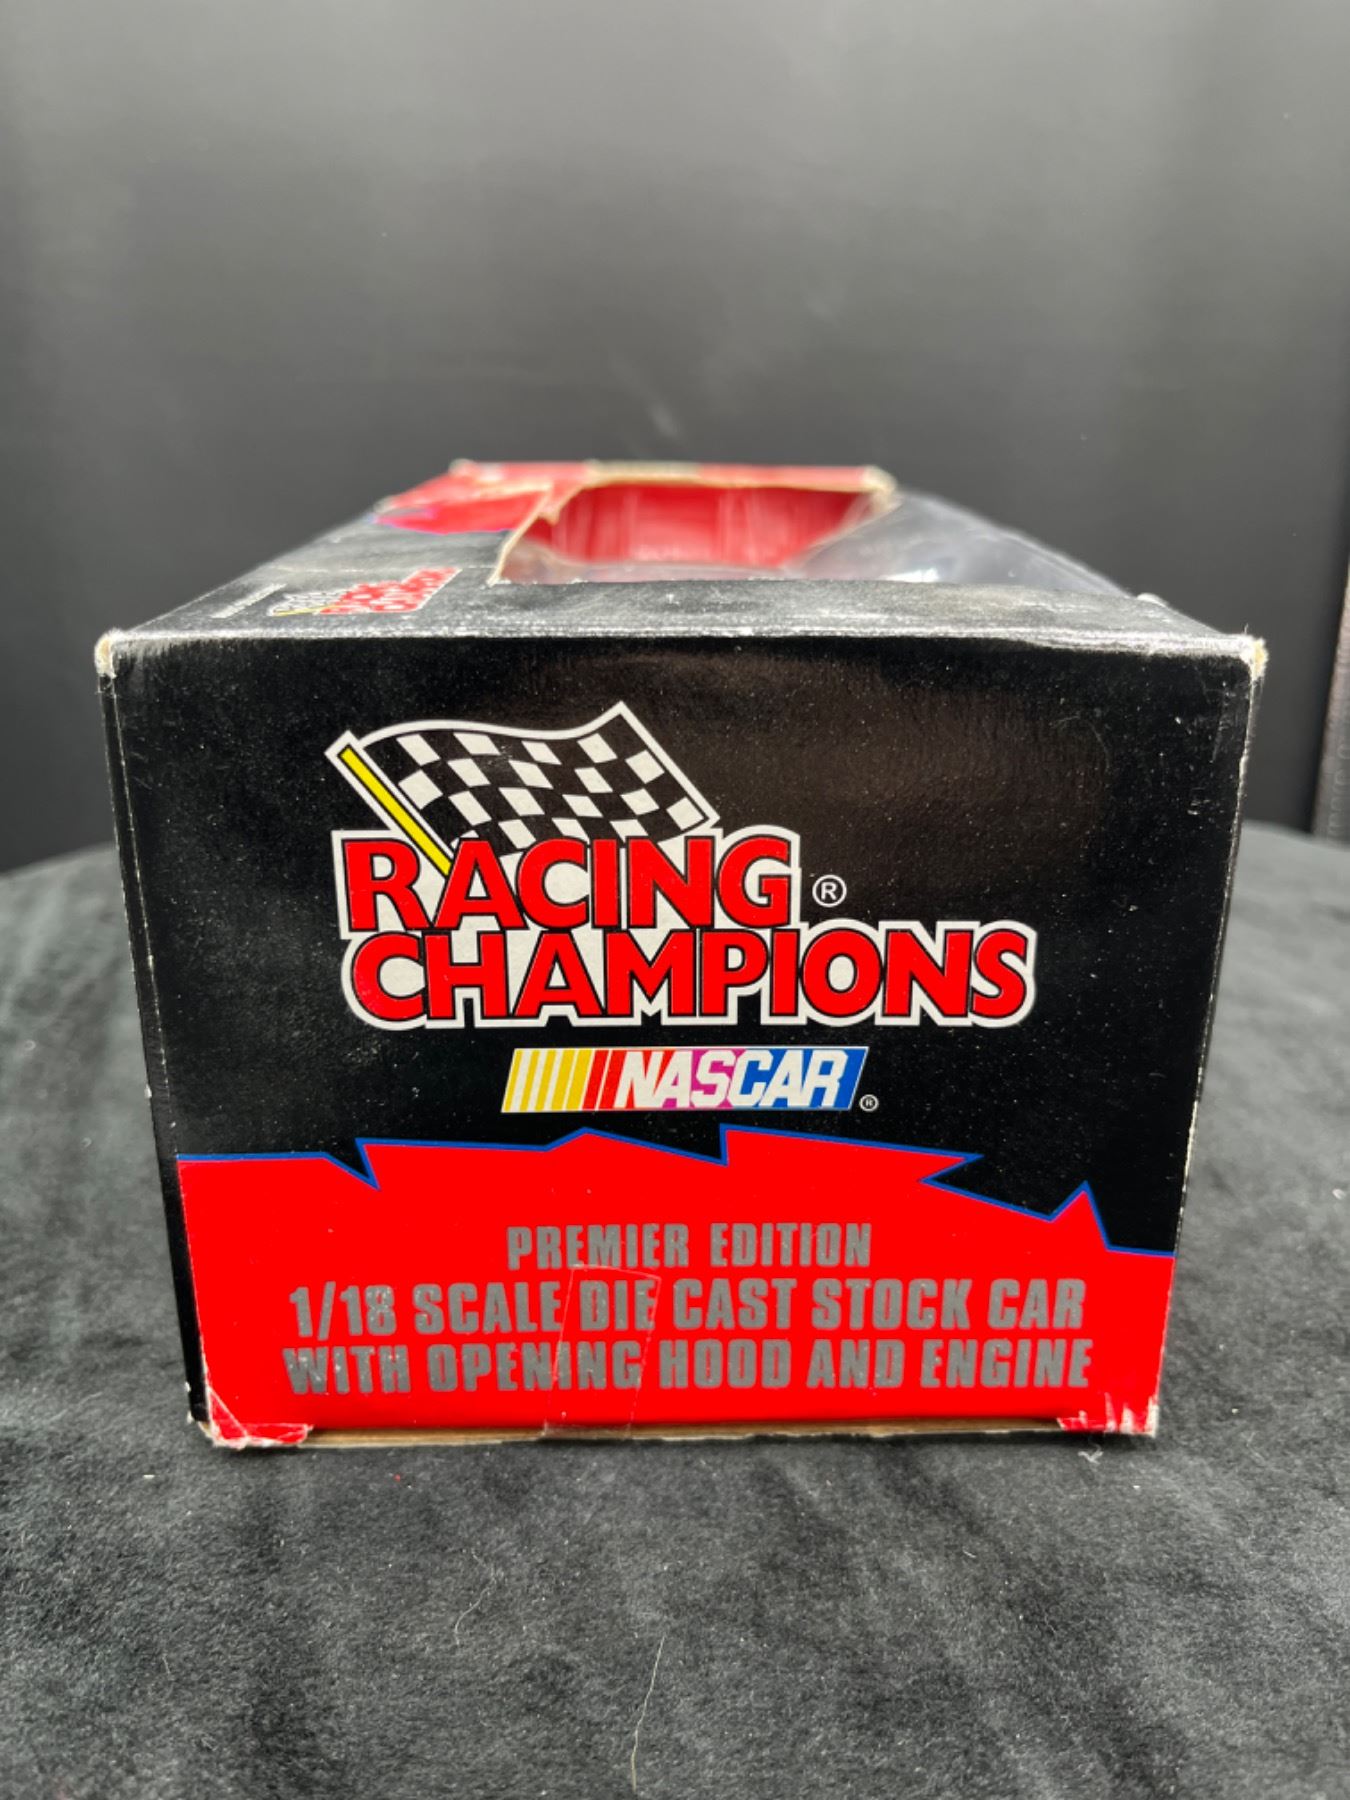 RACING®
CHAMPIONS
NASCAR®
PREMIER EDITION
1/18 SCALE DIE CAST STOCK CAR
WITH OPENING HOOD AND ENGINE